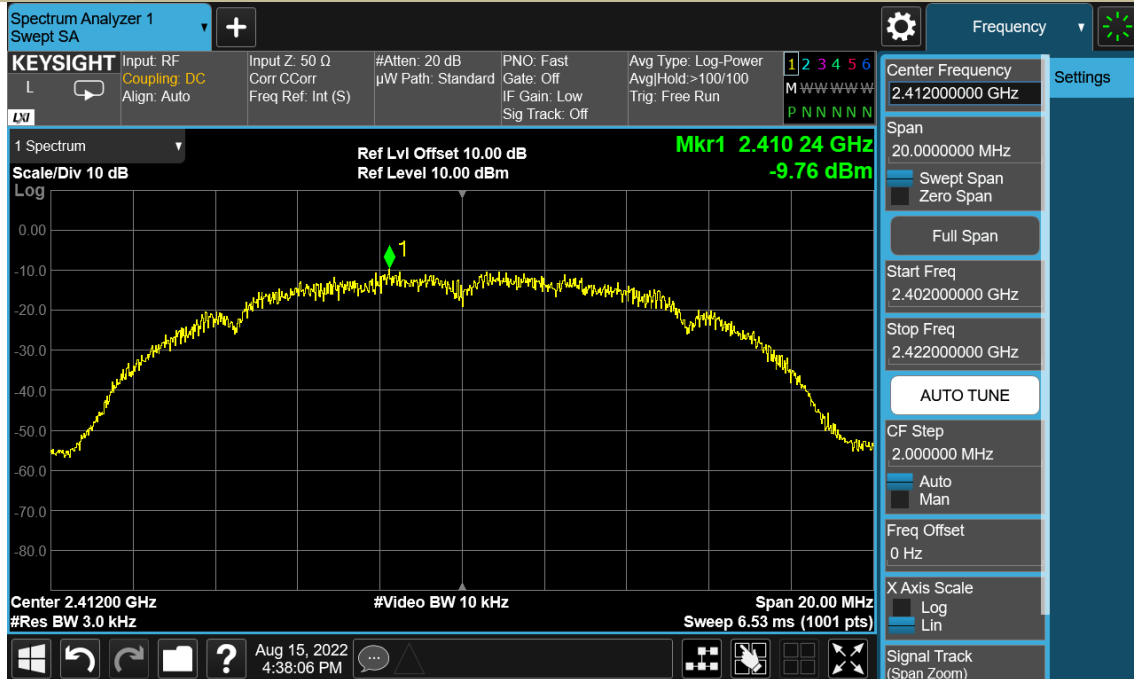 Spectrum Analyzer 1
Swept SA
Frequency
KEYSIGHT
L
LXI
Input: RF
Coupling: DC
Align: Auto
Input Z: 50 Ω
Corr CCorr
Freq Ref: Int (S)
#Atten: 20 dB
µW Path: Standard
PNO: Fast
Gate: Off
IF Gain: Low
Sig Track: Off
Avg Type: Log-Power
Avg|Hold:>100/100
Trig: Free Run
1 2 3 4 5 6
M W W W W W
P N N N N N
1 Spectrum
Scale/Div 10 dB
Log
Ref Lvl Offset 10.00 dB
Ref Level 10.00 dBm
Mkr1 2.410 24 GHz
-9.76 dBm
1
0.00
-10.0
-20.0
-30.0
-40.0
-50.0
-60.0
-70.0
-80.0
Center 2.41200 GHz
#Res BW 3.0 kHz
#Video BW 10 kHz
Span 20.00 MHz
Sweep 6.53 ms (1001 pts)
Aug 15, 2022
4:38:06 PM
Center Frequency
2.412000000 GHz
Settings
Span
20.0000000 MHz
Swept Span
Zero Span
Full Span
Start Freq
2.402000000 GHz
Stop Freq
2.422000000 GHz
AUTO TUNE
CF Step
2.000000 MHz
Auto
Man
Freq Offset
0 Hz
X Axis Scale
Log
Lin
Signal Track
(Span Zoom)